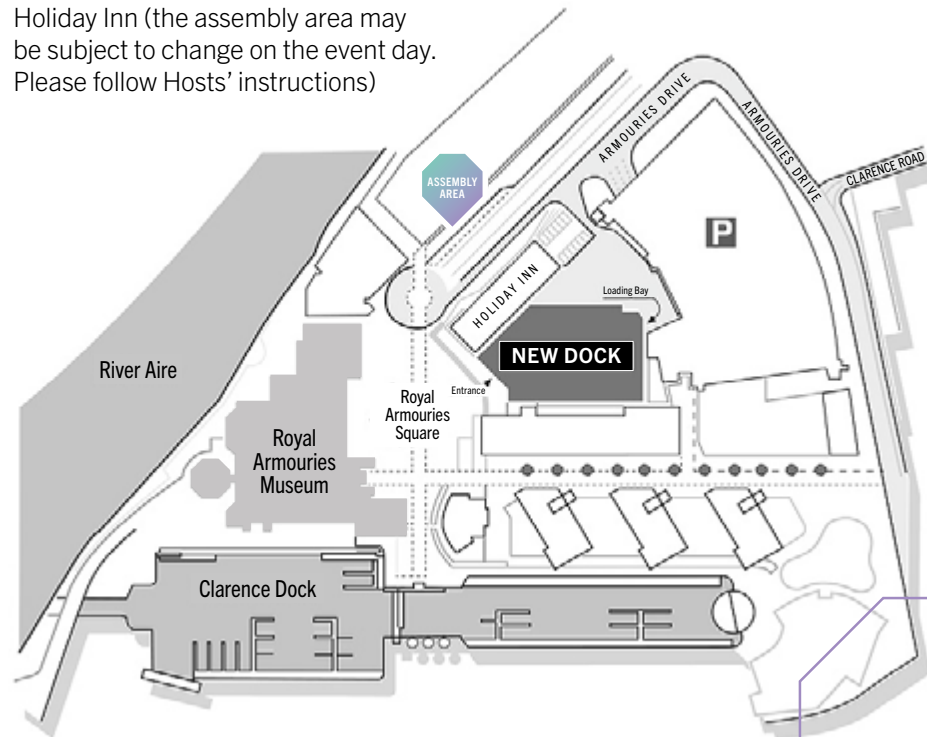 Holiday Inn (the assembly area may
be subject to change on the event day.
Please follow Hosts’ instructions)
ARMOURIES DRIVE
ARMOURIES DRIVE
CLARENCE ROAD
ASSEMBLY
AREA
P
HOLIDAY INN
Loading Bay
NEW DOCK
River Aire
Entrance
Royal
Armouries
Square
Royal
Armouries
Museum
Clarence Dock